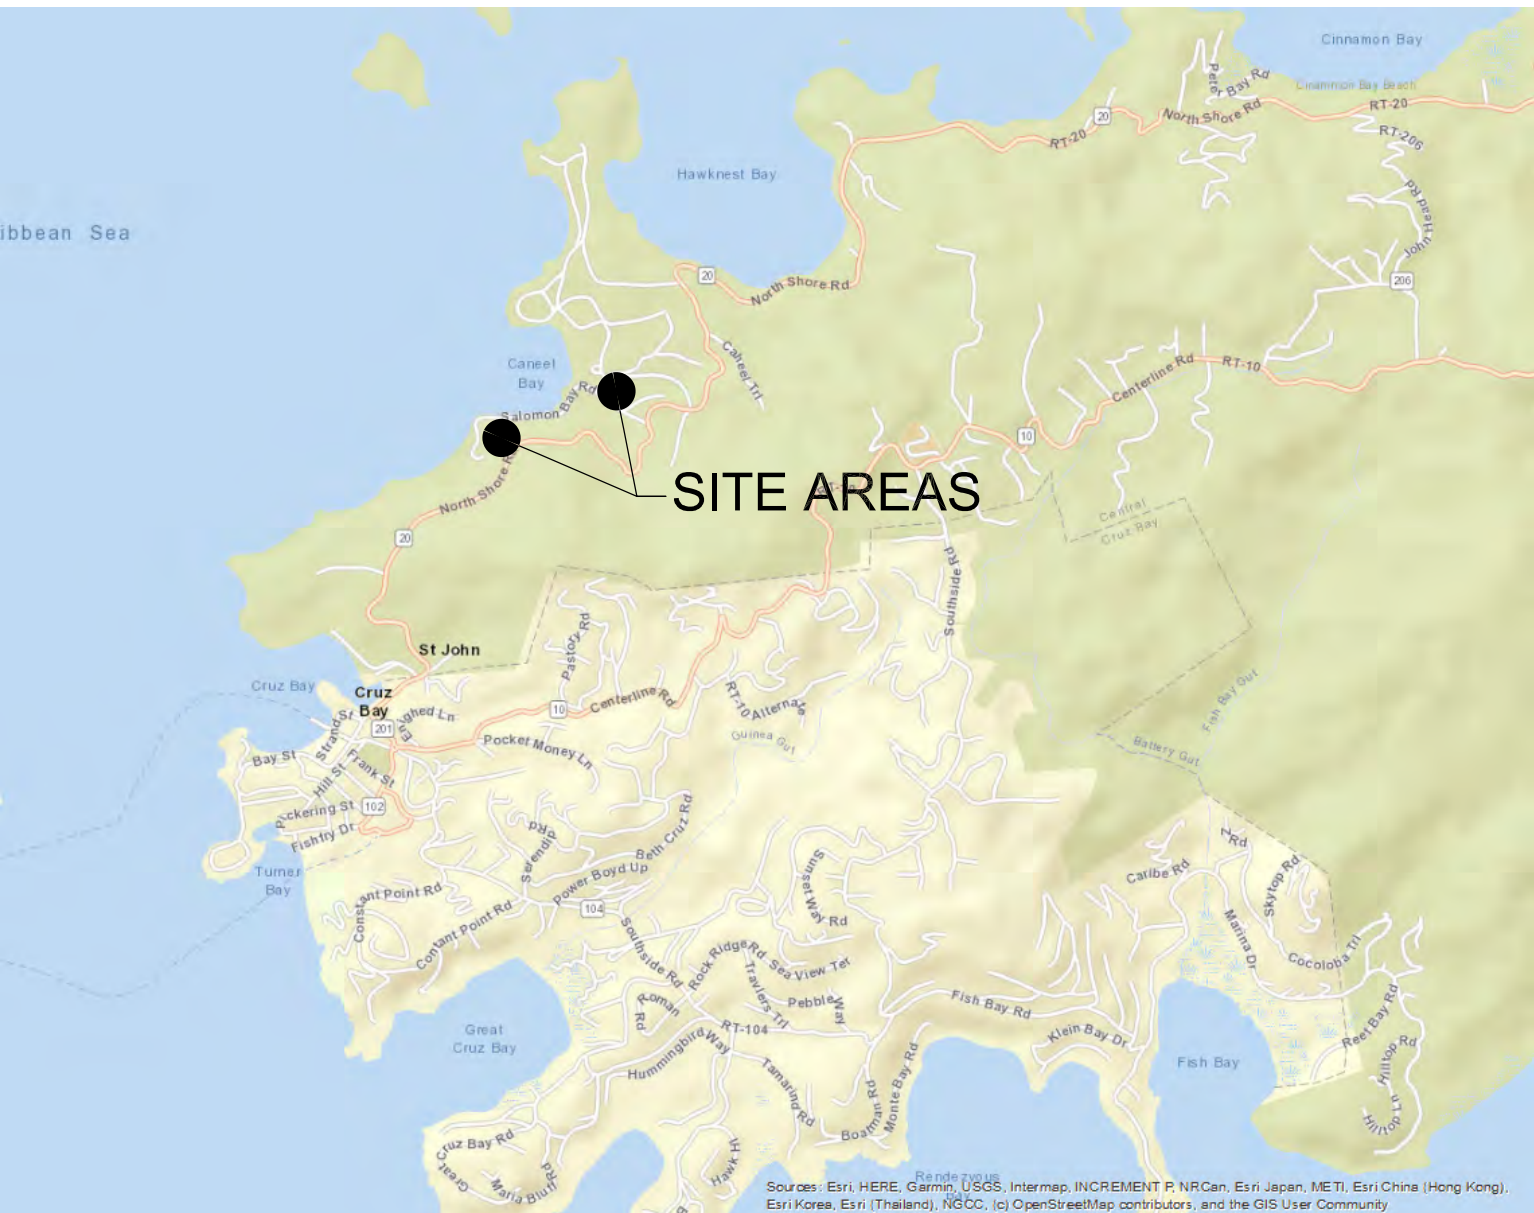 Cinnamon Bay
Peter Bay Rd
Cinammon Bay Beach
RT-20
North Shore Rd
20
RT-20
RT-206
Hawknest Bay
John Head Rd
ibbean Sea
20
North Shore Rd
206
Caneel
Bay
Caneel Trl
Centerline Rd
RT-10
Salomon Bay Rd
10
North Shore R
SITE AREAS
Central
Cruz Bay
20
Southside Rd
St John
Pastory Rd
Cruz Bay
Cruz
Bay
Centerline Rd
10
RT-10 Alternate
Fish Bay Gut
Strand St
201
Enighed Ln
Guinea Gut
Battery Gut
Bay St
Frank St
Pocket Money Ln
Hill St
Pickering St
102
Fishfry Dr
Serendip Rd
Beth Cruz Rd
Z Rd
Turner
Bay
Power Boyd Up
Sunset Way Rd
Caribe Rd
Skytop Rd
Constant Point Rd
104
Contant Point Rd
Southside Rd
Rock Ridge Rd
Sea View Ter
Marina Dr
Cocoloba Trl
Travlers Trl
Pebble Way
Roman Rd
Fish Bay Rd
Reef Bay Rd
Great
Cruz Bay
RT-104
Klein Bay Dr
Hummingbird Way
Fish Bay
Hilltop Rd
Tamarind Rd
Monte Bay Rd
Boatman Rd
Hilltop Ln
Great Cruz Bay Rd
Maria Bluff Rd
Hawk H
Rendezvous
Bay
Sources: Esri, HERE, Garmin, USGS, Intermap, INCREMENT P, NRCan, Esri Japan, METI, Esri China (Hong Kong),
Esri Korea, Esri (Thailand), NGCC, (c) OpenStreetMap contributors, and the GIS User Community